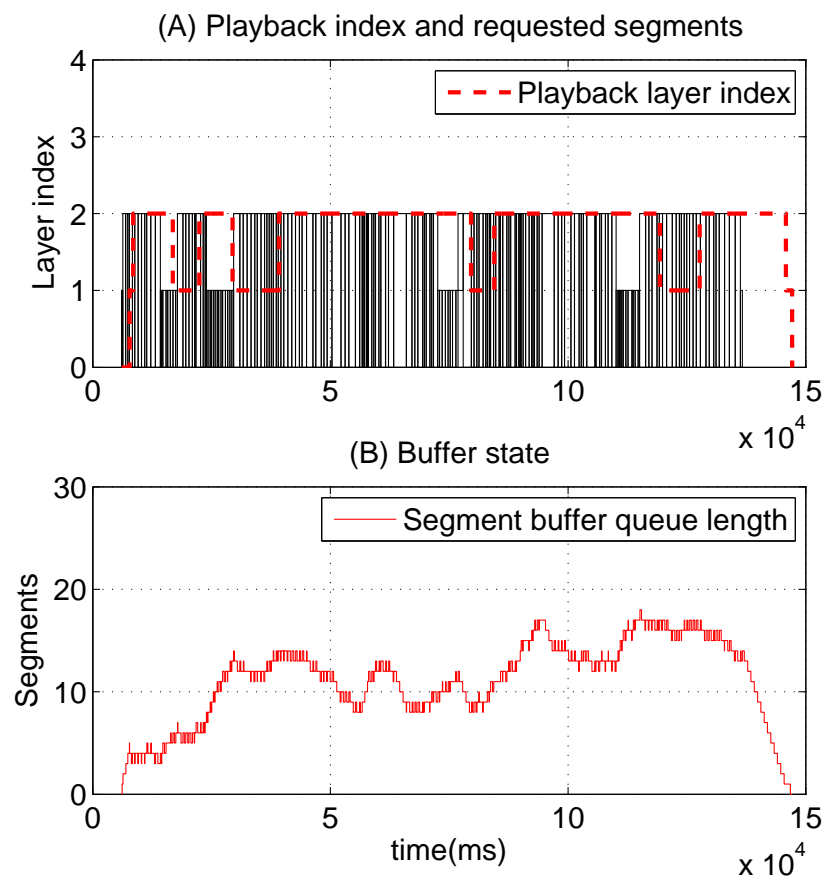 (A) Playback index and requested segments
4
3
2
1
0
Layer index
Playback layer index
0
5
10
15
x 10^4
(B) Buffer state
30
20
10
0
Segments
Segment buffer queue length
0
5
10
15
time(ms)
x 10^4